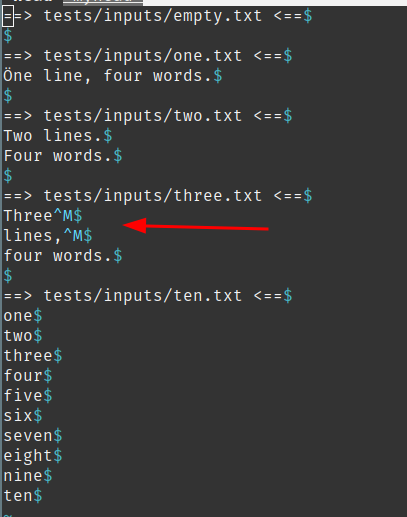 ==> tests/inputs/empty.txt <==$
$
==> tests/inputs/one.txt <==$
Öne line, four words.$
$
==> tests/inputs/two.txt <==$
Two lines.$
Four words.$
$
==> tests/inputs/three.txt <==$
Three^M$
lines,^M$
four words.$
$
==> tests/inputs/ten.txt <==$
one$
two$
three$
four$
five$
six$
seven$
eight$
nine$
ten$
~